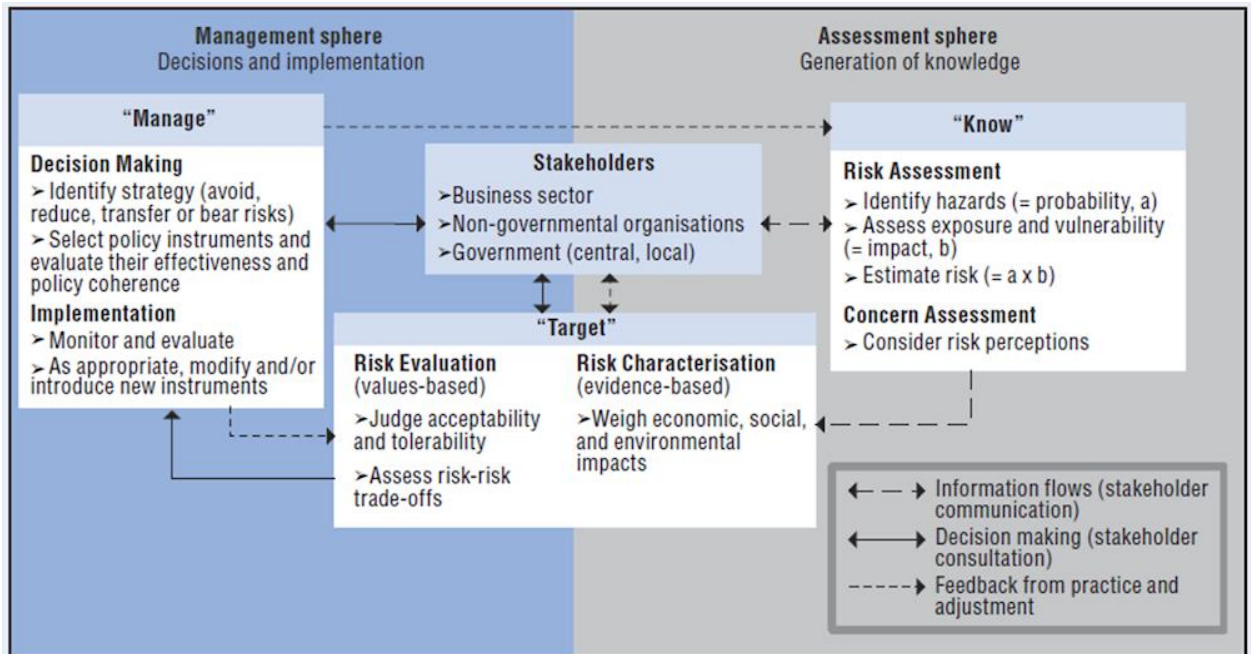 Management sphere
Decisions and implementation
Assessment sphere
Generation of knowledge
“Manage”
Decision Making
➤ Identify strategy (avoid,
reduce, transfer or bear risks)
➤ Select policy instruments and
evaluate their effectiveness and
policy coherence
Implementation
➤ Monitor and evaluate
➤ As appropriate, modify and/or
introduce new instruments
Stakeholders
➤ Business sector
➤ Non-governmental organisations
➤ Government (central, local)
“Know”
Risk Assessment
➤ Identify hazards (= probability, a)
➤ Assess exposure and vulnerability
(= impact, b)
➤ Estimate risk (= a x b)
Concern Assessment
➤ Consider risk perceptions
“Target”
Risk Evaluation
(values-based)
➤ Judge acceptability
and tolerability
➤ Assess risk-risk
trade-offs
Risk Characterisation
(evidence-based)
➤ Weigh economic, social,
and environmental
impacts
Information flows (stakeholder
communication)
Decision making (stakeholder
consultation)
Feedback from practice and
adjustment